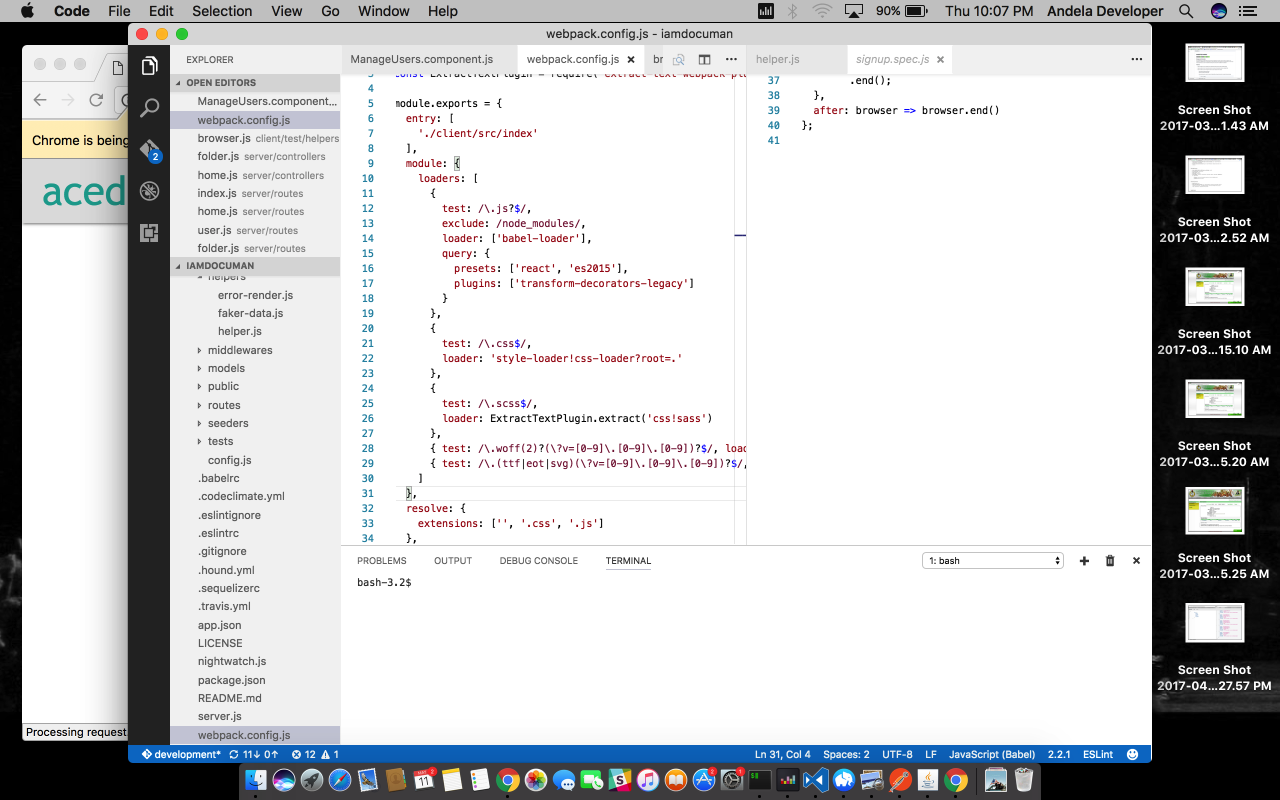 Code File Edit Selection View Go Window Help 90% Thu 10:07 PM Andela Developer
webpack.config.js - iamdocuman
Chrome is being
aced
Processing request
EXPLORER
OPEN EDITORS
ManageUsers.component...
webpack.config.js
browser.js client/test/helpers
folder.js server/controllers
home.js server/controllers
index.js server/routes
home.js server/routes
user.js server/routes
folder.js server/routes
IAMDOCUMAN
helpers
error-render.js
faker-data.js
helper.js
middlewares
models
public
routes
seeders
tests
config.js
.babelrc
.codeclimate.yml
.eslintignore
.eslintrc
.gitignore
.hound.yml
.sequelizerc
.travis.yml
app.json
LICENSE
nightwatch.js
package.json
README.md
server.js
webpack.config.js
ManageUsers.component.js webpack.config.js br
3 const ExtractTextPlugin = require('extract-text-webpack-plu
4
5 module.exports = {
6 entry: [
7 './client/src/index'
8 ],
9 module: {
10 loaders: [
11 {
12 test: /\.js?$/,
13 exclude: /node_modules/,
14 loader: ['babel-loader'],
15 query: {
16 presets: ['react', 'es2015'],
17 plugins: ['transform-decorators-legacy']
18 }
19 },
20 {
21 test: /\.css$/,
22 loader: 'style-loader!css-loader?root=.'
23 },
24 {
25 test: /\.scss$/,
26 loader: ExtractTextPlugin.extract('css!sass')
27 },
28 { test: /\.woff(2)?(\?v=[0-9]\.[0-9]\.[0-9])?$/, load
29 { test: /\.(ttf|eot|svg)(\?v=[0-9]\.[0-9]\.[0-9])?$/,
30 ]
31 },
32 resolve: {
33 extensions: ['', '.css', '.js']
34 },
helper.js signup.spec.js
37 .end();
38 },
39 after: browser => browser.end()
40 };
41
PROBLEMS OUTPUT DEBUG CONSOLE TERMINAL 1: bash
bash-3.2$
development* 11↓ 0↑ 12 1 Ln 31, Col 4 Spaces: 2 UTF-8 LF JavaScript (Babel) 2.2.1 ESLint
Screen Shot
2017-03...1.43 AM
Screen Shot
2017-03...2.52 AM
Screen Shot
2017-03...15.10 AM
Screen Shot
2017-03...5.20 AM
Screen Shot
2017-03...5.25 AM
Screen Shot
2017-04...27.57 PM